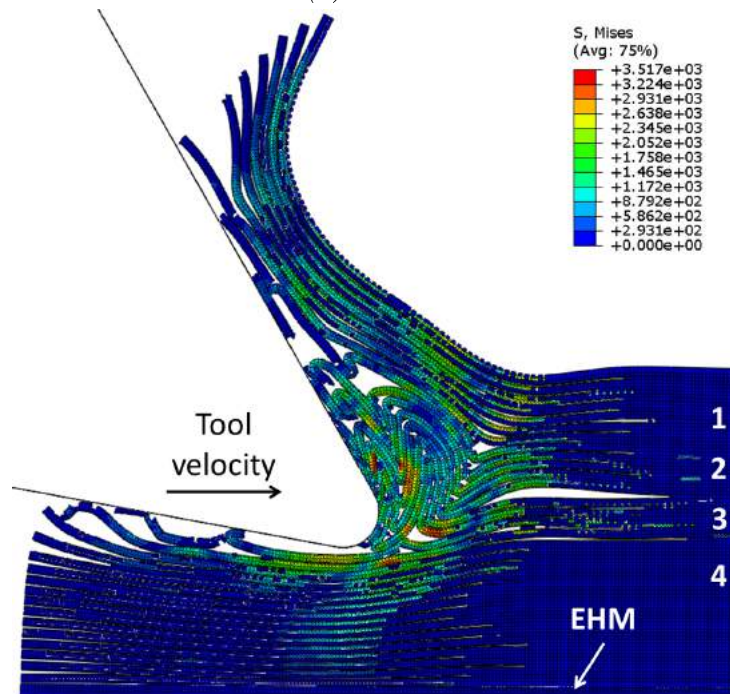 S, Mises
(Avg: 75%)
+3.517e+03
+3.224e+03
+2.931e+03
+2.638e+03
+2.345e+03
+2.052e+03
+1.758e+03
+1.465e+03
+1.172e+03
+8.792e+02
+5.862e+02
+2.931e+02
+0.000e+00
Tool
velocity
1
2
3
4
EHM